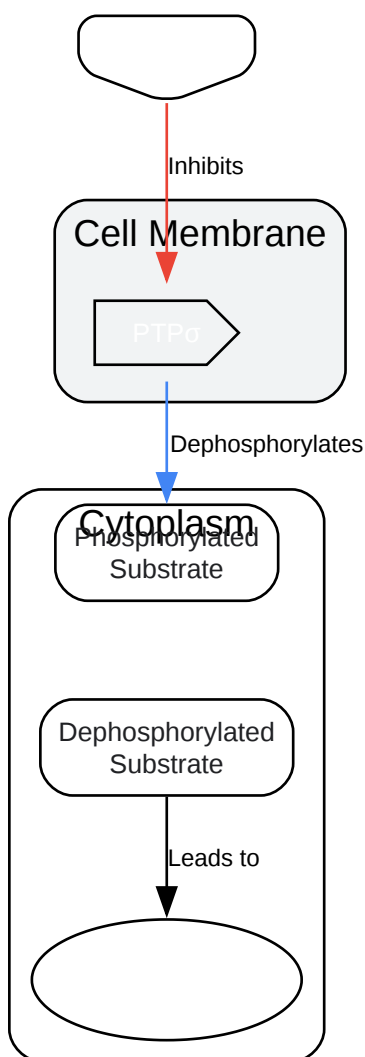 Inhibits
Cell Membrane
PTPσ
Dephosphorylates
Cytoplasm
Phosphorylated
Substrate
Dephosphorylated
Substrate
Leads to